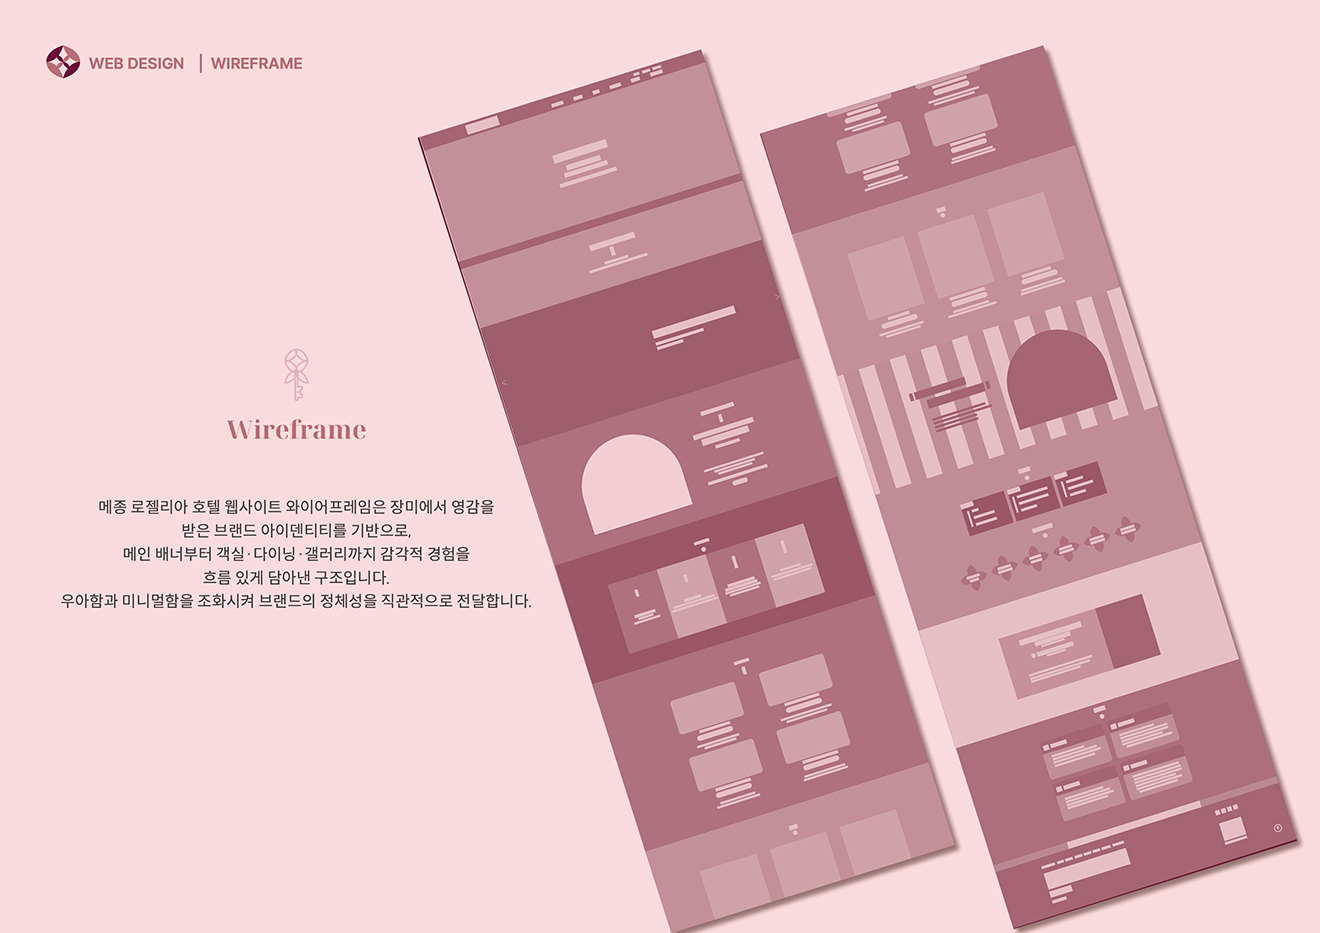 WEB DESIGN | WIREFRAME
Wireframe
메종 로젤리아 호텔 웹사이트 와이어프레임은 장미에서 영감을
받은 브랜드 아이덴티티를 기반으로,
메인 배너부터 객실·다이닝·갤러리까지 감각적 경험을
흐름 있게 담아낸 구조입니다.
우아함과 미니멀함을 조화시켜 브랜드의 정체성을 직관적으로 전달합니다.